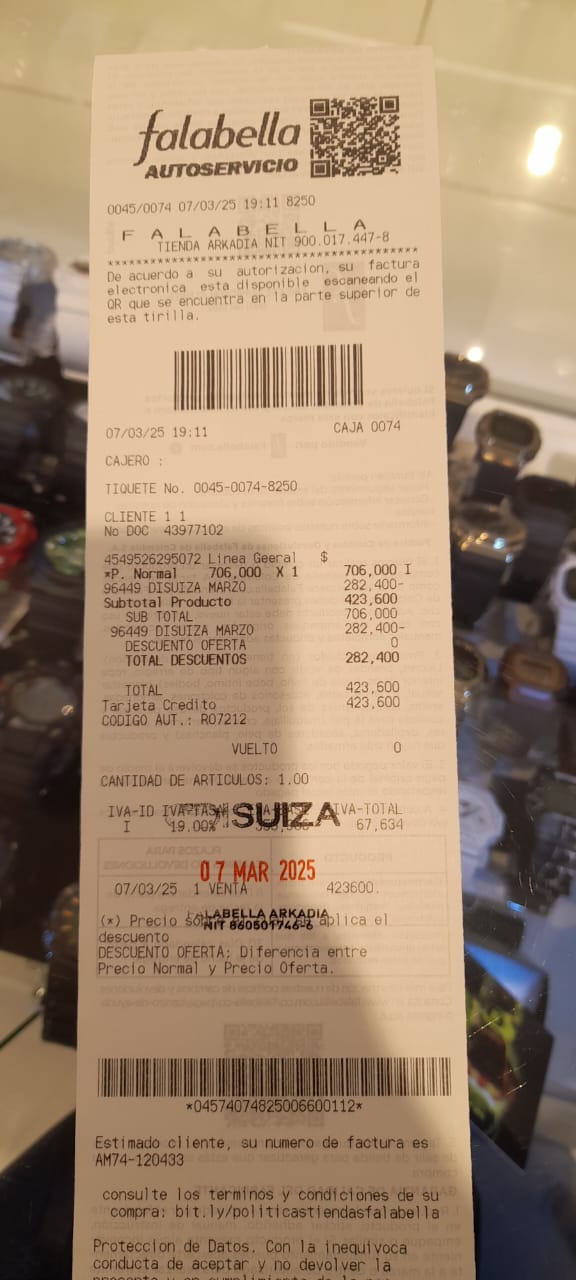 falabella
AUTOSERVICIO
0045/0074 07/03/25 19:11 8250
F A L A B E L L A
TIENDA ARKADIA NIT 900.017.447-8
****************************************
De acuerdo a su autorizacion, su factura
electronica esta disponible escaneando el
QR que se encuentra en la parte superior de
esta tirilla.
07/03/25 19:11 CAJA 0074
CAJERO :
TIQUETE No. 0045-0074-8250
CLIENTE 1 1
No DOC 43977102
4549526295072 Linea Geeral $
*P. Normal 706,000 X 1 706,000 I
96449 DISUIZA MARZO 282,400-
Subtotal Producto 423,600
SUB TOTAL 706,000
96449 DISUIZA MARZO 282,400-
DESCUENTO OFERTA 0
TOTAL DESCUENTOS 282,400
TOTAL 423,600
Tarjeta Credito 423,600
CODIGO AUT.: R07212
VUELTO 0
CANTIDAD DE ARTICULOS: 1.00
IVA-ID IVA-TASA IVA-TOTAL
SUIZA
I 19.00% 67,634
07 MAR 2025
07/03/25 1 VENTA 423600.
(*) Precio aplica el
LABELLA ARKADIA
NIT 860501746-6
descuento
DESCUENTO OFERTA: Diferencia entre
Precio Normal y Precio Oferta.
*04574074825006600112*
Estimado cliente, su numero de factura es
AM74-120433
consulte los terminos y condiciones de su
compra: bit.ly/politicastiendasfalabella
Proteccion de Datos. Con la inequivoca
conducta de aceptar y no devolver la